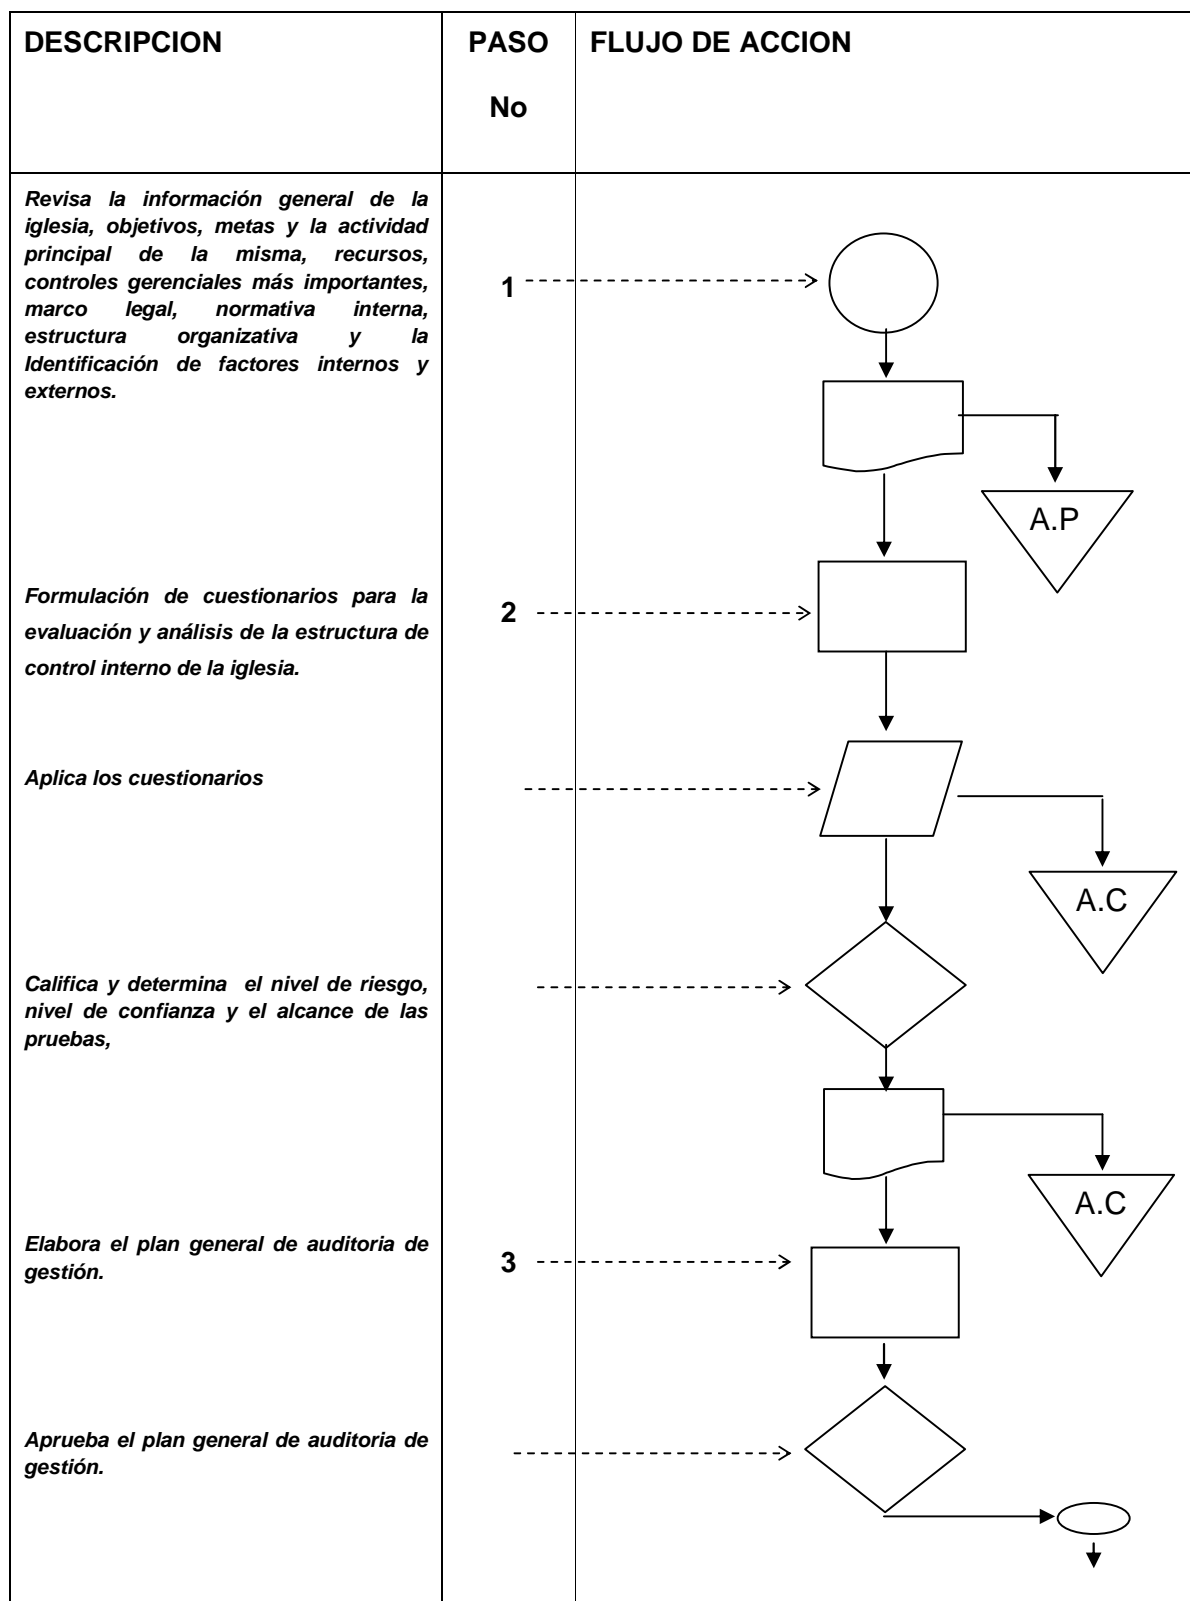 DESCRIPCION
PASO
No
FLUJO DE ACCION
Revisa la información general de la
iglesia, objetivos, metas y la actividad
principal de la misma, recursos,
controles gerenciales más importantes,
marco legal, normativa interna,
estructura organizativa y la
Identificación de factores internos y
externos.
1
A.P
Formulación de cuestionarios para la
evaluación y análisis de la estructura de
control interno de la iglesia.
2
Aplica los cuestionarios
A.C
Califica y determina el nivel de riesgo,
nivel de confianza y el alcance de las
pruebas,
A.C
Elabora el plan general de auditoria de
gestión.
3
Aprueba el plan general de auditoria de
gestión.